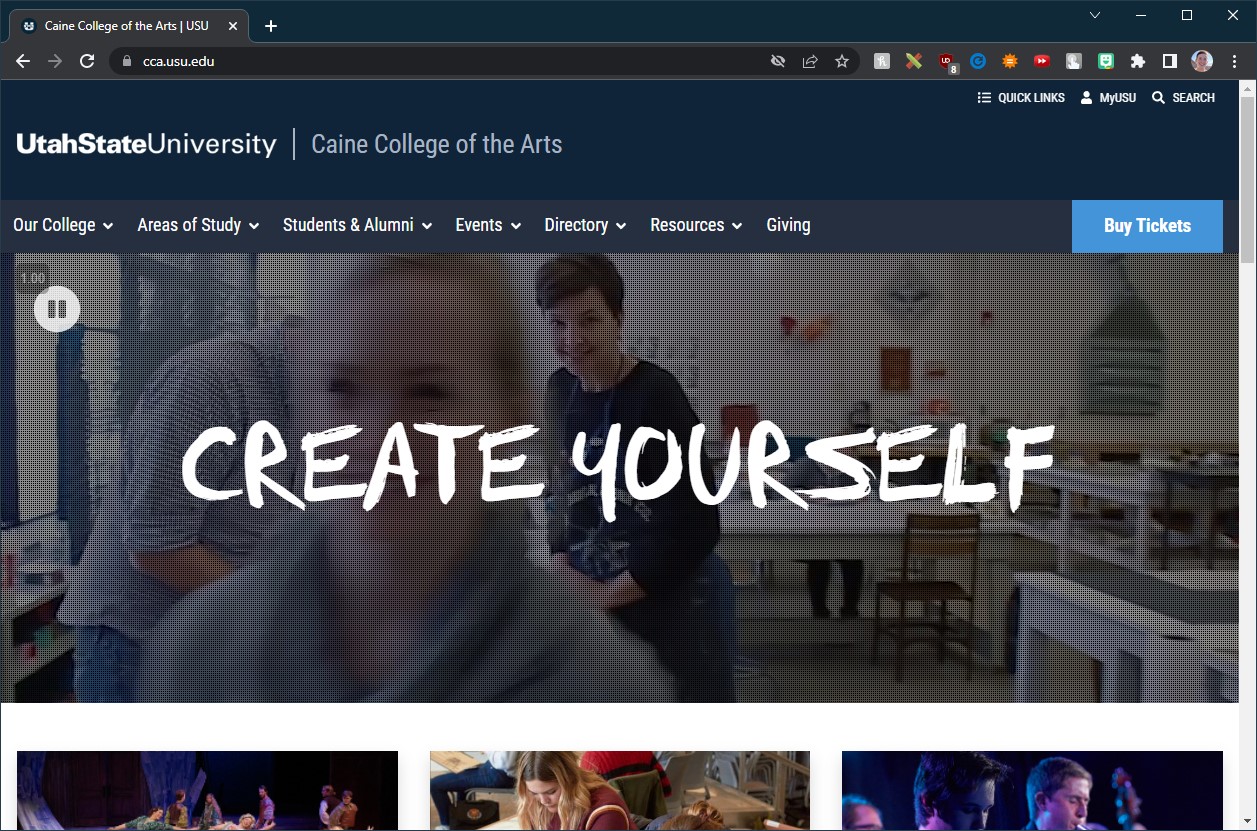 Caine College of the Arts | USU
cca.usu.edu
8
QUICK LINKS
MyUSU
SEARCH
UtahStateUniversity | Caine College of the Arts
Our College
Areas of Study
Students & Alumni
Events
Directory
Resources
Giving
Buy Tickets
1.00
CREATE YOURSELF